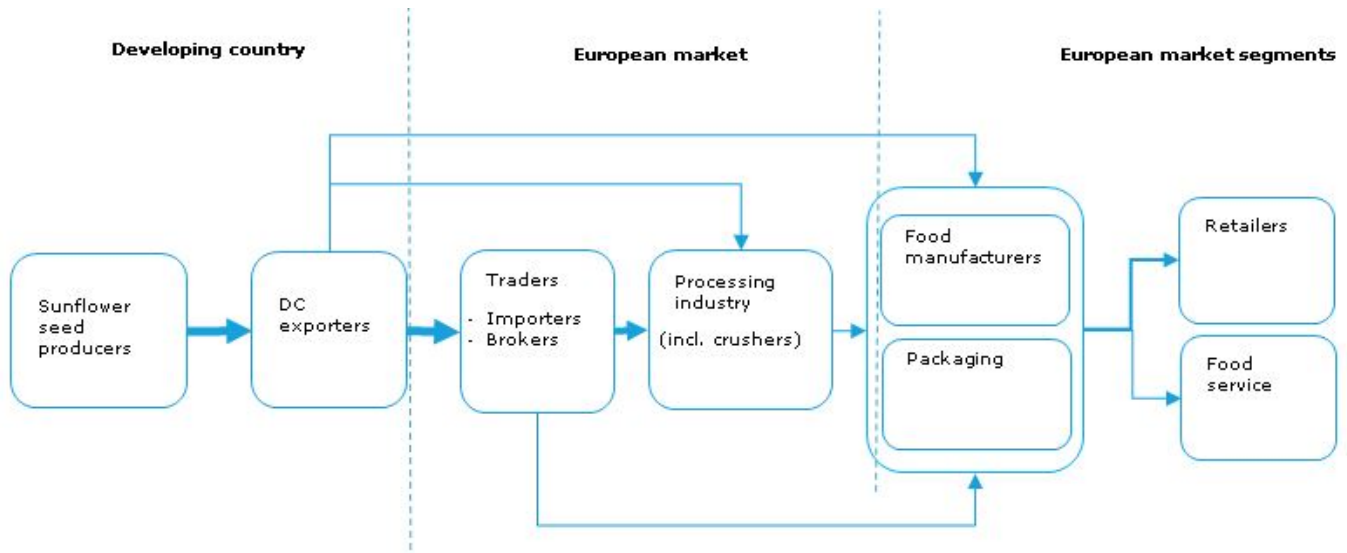 Developing country
European market
European market segments
Sunflower
seed
producers
DC
exporters
Traders
- Importers
- Brokers
Processing
industry
(incl. crushers)
Food
manufacturers
Packaging
Retailers
Food
service